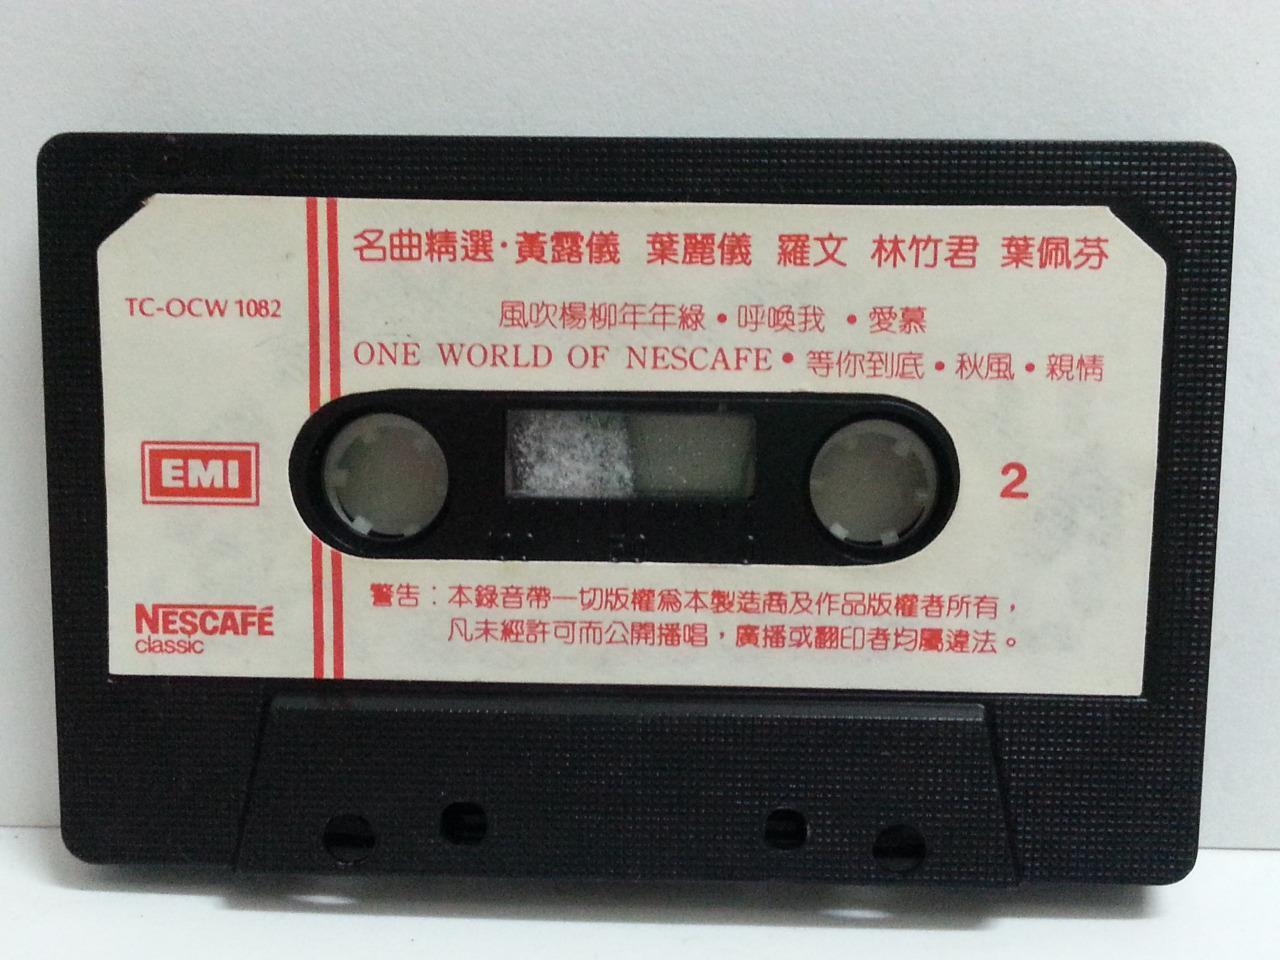 名曲精選·黃露儀 葉麗儀 羅文 林竹君 葉佩芬
TC-OCW 1082
風吹楊柳年年綠•呼喚我•愛慕
ONE WORLD OF NESCAFE•等你到底•秋風•親情
EMI
2
警告：本錄音帶一切版權爲本製造商及作品版權者所有，
凡未經許可而公開播唱，廣播或翻印者均屬違法。
NESCAFÉ
classic